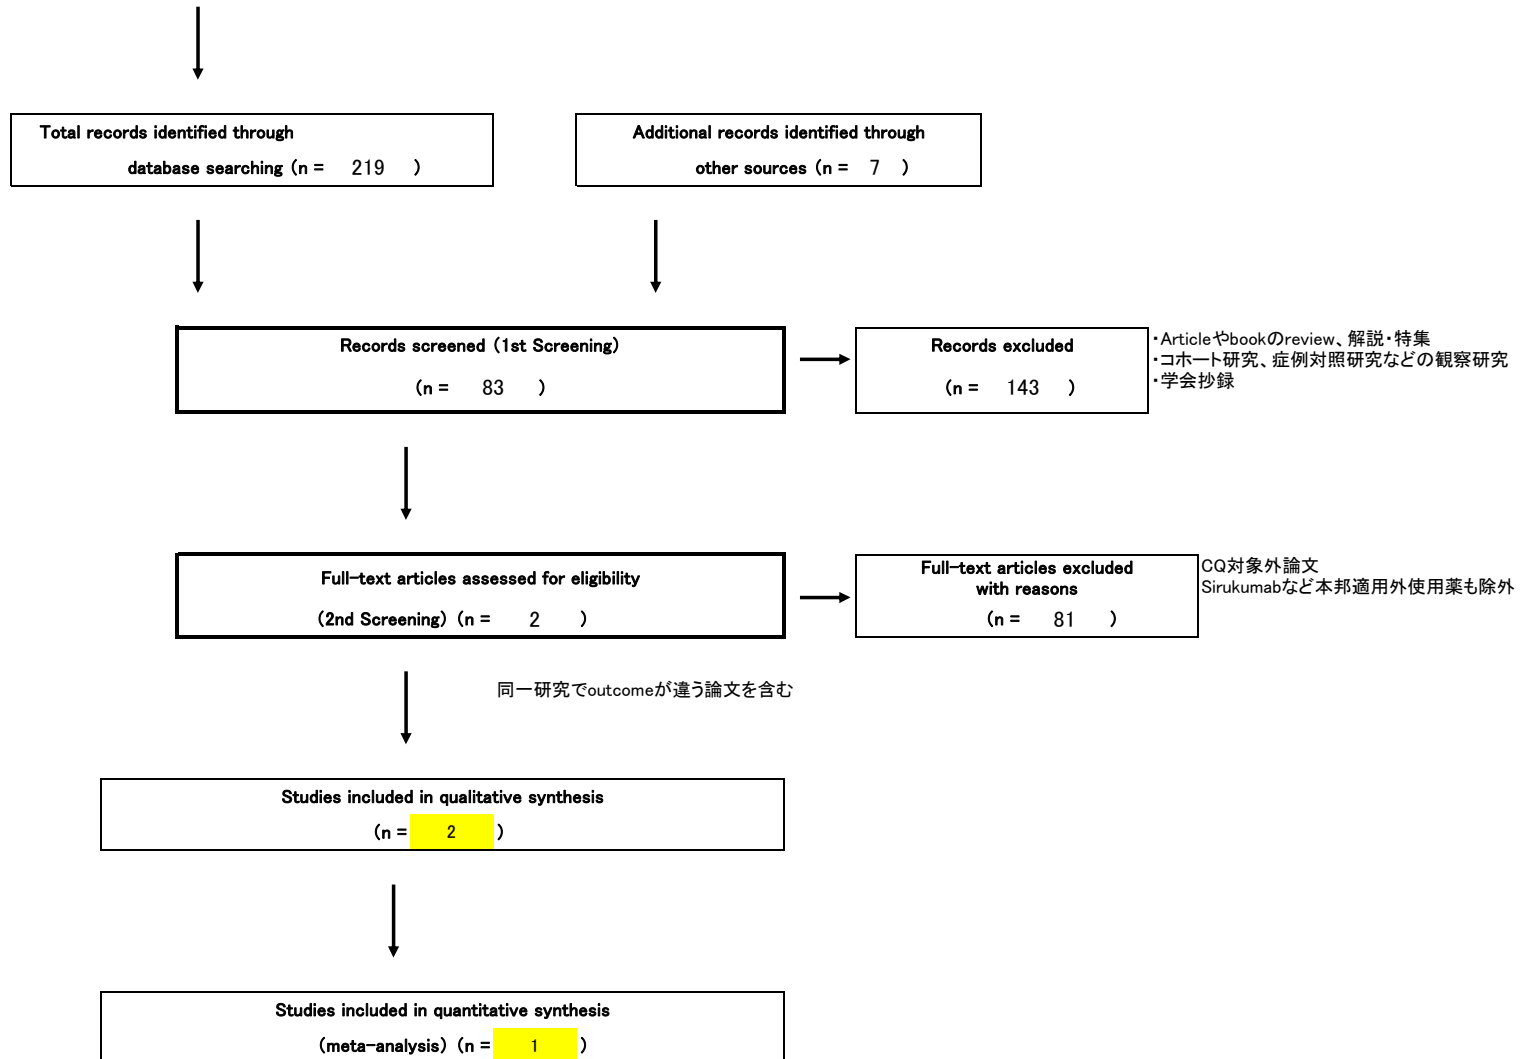 Total records identified through
database searching (n = 219 )
Additional records identified through
other sources (n = 7 )
Records screened (1st Screening)
(n = 83 )
Records excluded
(n = 143 )
・Articleやbookのreview、解説・特集
・コホート研究、症例対照研究などの観察研究
・学会抄録
Full-text articles assessed for eligibility
(2nd Screening) (n = 2 )
Full-text articles excluded
with reasons
(n = 81 )
CQ対象外論文
Sirukumabなど本邦適用外使用薬も除外
同一研究でoutcomeが違う論文を含む
Studies included in qualitative synthesis
(n = 2 )
Studies included in quantitative synthesis
(meta-analysis) (n = 1 )